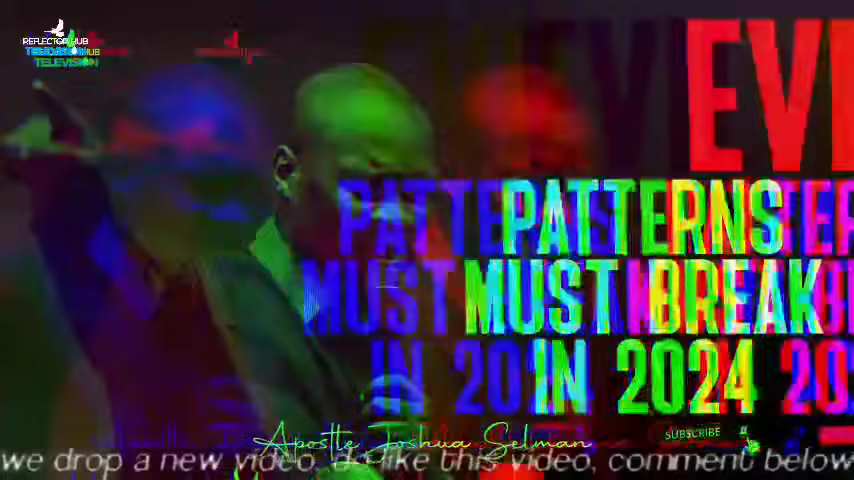 REFLECTOR HUB
TELEVISION
EVI
PATTERNS
MUST BREAK
IN 2024
Apostle Joshua Selman
SUBSCRIBE
we drop a new video, do like this video, comment below